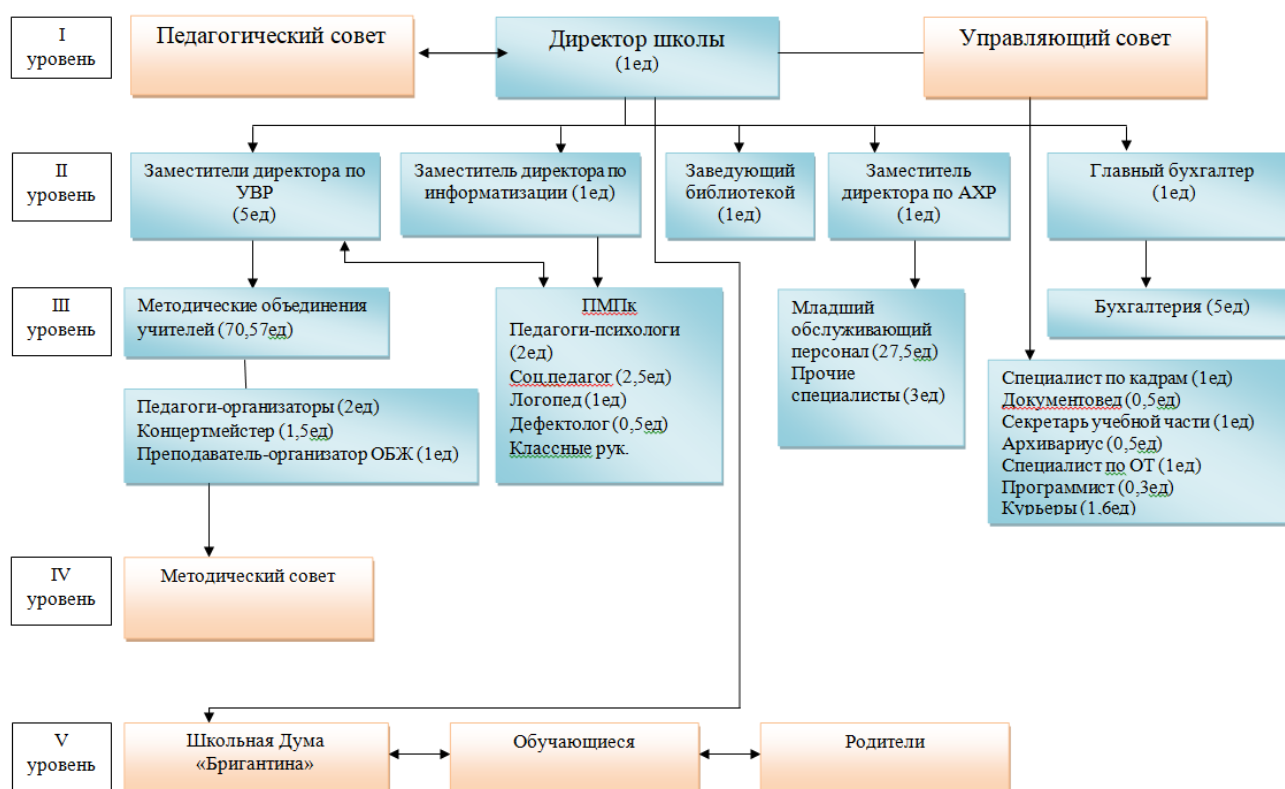 I
уровень
Педагогический совет
Директор школы
(1ед)
Управляющий совет
II
уровень
Заместители директора по
УВР
(5ед)
Заместитель директора по
информатизации (1ед)
Заведующий
библиотекой
(1ед)
Заместитель
директора по АХР
(1ед)
Главный бухгалтер
(1ед)
III
уровень
Методические объединения
учителей (70,57ед)
Педагоги-организаторы (2ед)
Концертмейстер (1,5ед)
Преподаватель-организатор ОБЖ (1ед)
ПМПк
Педагоги-психологи
(2ед)
Соц.педагог (2,5ед)
Логопед (1ед)
Дефектолог (0,5ед)
Классные рук.
Младший
обслуживающий
персонал (27,5ед)
Прочие
специалисты (3ед)
Бухгалтерия (5ед)
Специалист по кадрам (1ед)
Документовед (0,5ед)
Секретарь учебной части (1ед)
Архивариус (0,5ед)
Специалист по ОТ (1ед)
Программист (0,3ед)
Курьеры (1,6ед)
IV
уровень
Методический совет
V
уровень
Школьная Дума
«Бригантина»
Обучающиеся
Родители